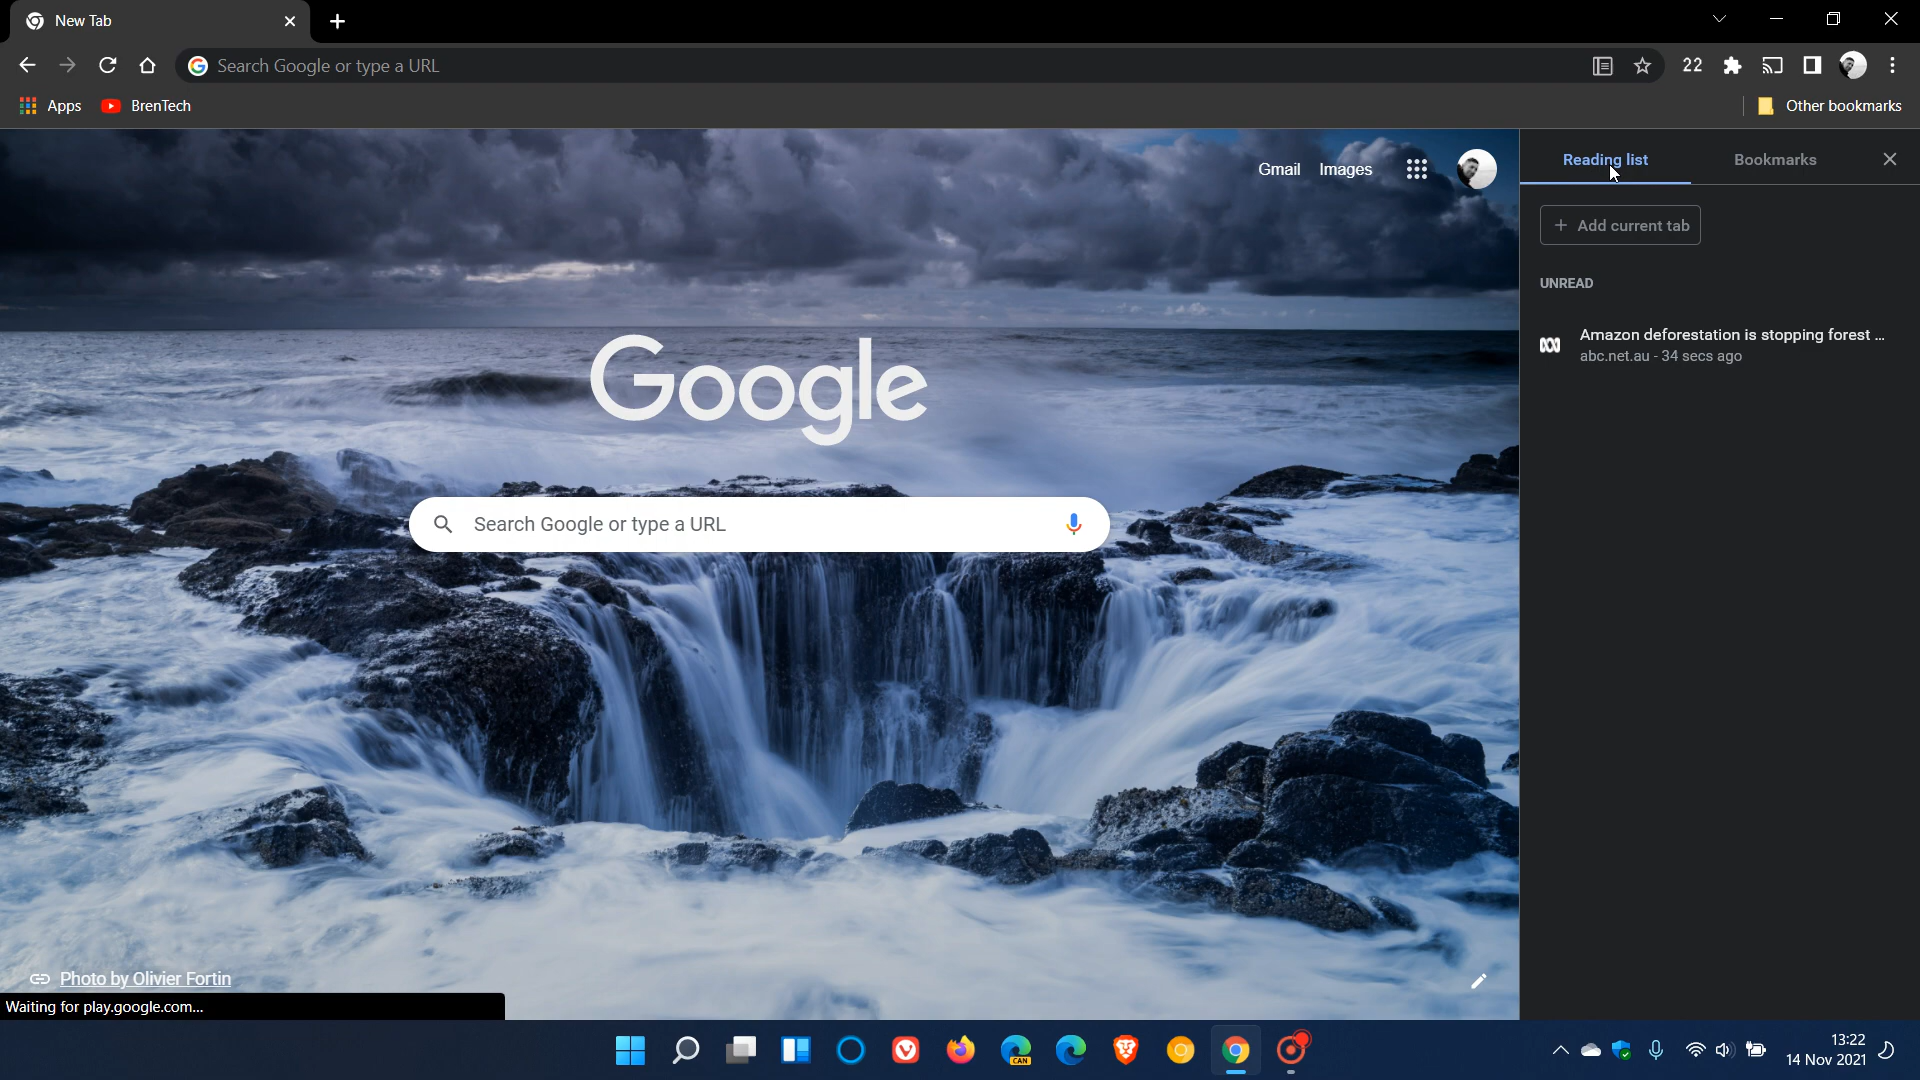 New Tab
Search Google or type a URL
22
Apps
BrenTech
Other bookmarks
Gmail
Images
Reading list
Bookmarks
Add current tab
UNREAD
Amazon deforestation is stopping forest ...
abc.net.au - 34 secs ago
Google
Search Google or type a URL
Photo by Olivier Fortin
Waiting for play.google.com...
CAN
13:22
14 Nov 2021